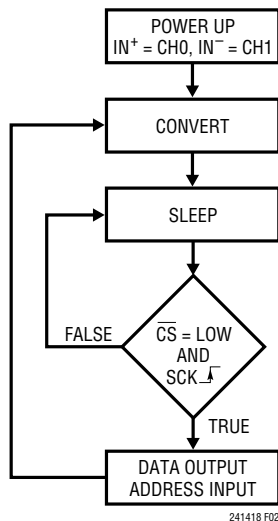 POWER UP
IN⁺ = CH0, IN⁻ = CH1
CONVERT
SLEEP
FALSE
C̅S̅ = LOW
AND
SCK
TRUE
DATA OUTPUT
ADDRESS INPUT
241418 F02